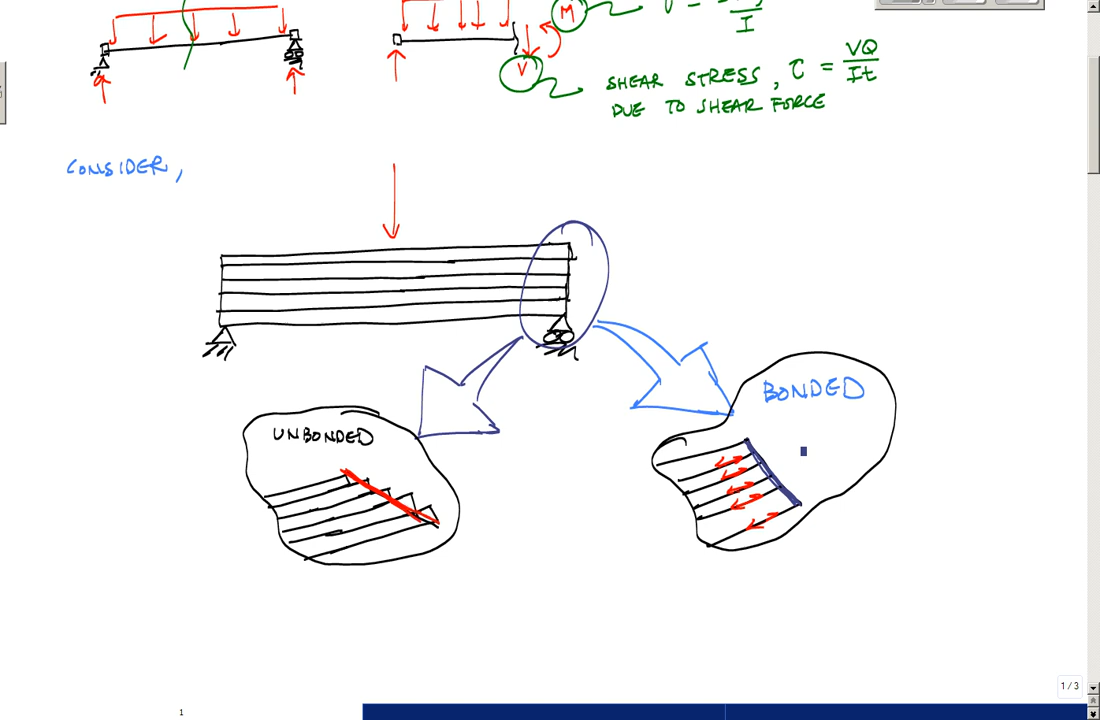 M
I
V
SHEAR STRESS, τ = VQ/It
DUE TO SHEAR FORCE
CONSIDER,
UNBONDED
BONDED
1 / 3
1